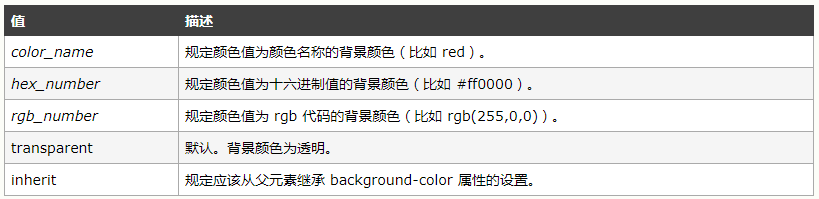 值 描述
color_name 规定颜色值为颜色名称的背景颜色（比如 red）。
hex_number 规定颜色值为十六进制值的背景颜色（比如 #ff0000）。
rgb_number 规定颜色值为 rgb 代码的背景颜色（比如 rgb(255,0,0)）。
transparent 默认。背景颜色为透明。
inherit 规定应该从父元素继承 background-color 属性的设置。